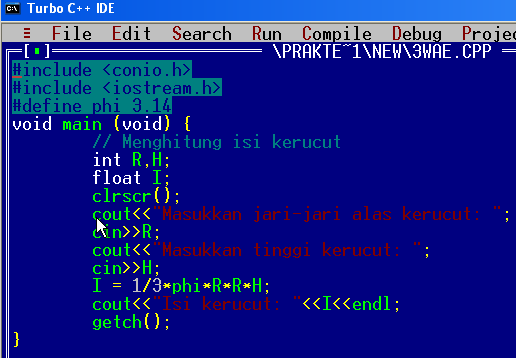 Turbo C++ IDE
≡ File Edit Search Run Compile Debug Projec
[■] \PRAKTE~1\NEW\3WAE.CPP
#include <conio.h>
#include <iostream.h>
#define phi 3.14
void main (void) {
// Menghitung isi kerucut
int R,H;
float I;
clrscr();
cout<<"Masukkan jari-jari alas kerucut: ";
cin>>R;
cout<<"Masukkan tinggi kerucut: ";
cin>>H;
I = 1/3*phi*R*R*H;
cout<<"Isi kerucut: "<<I<<endl;
getch();
}